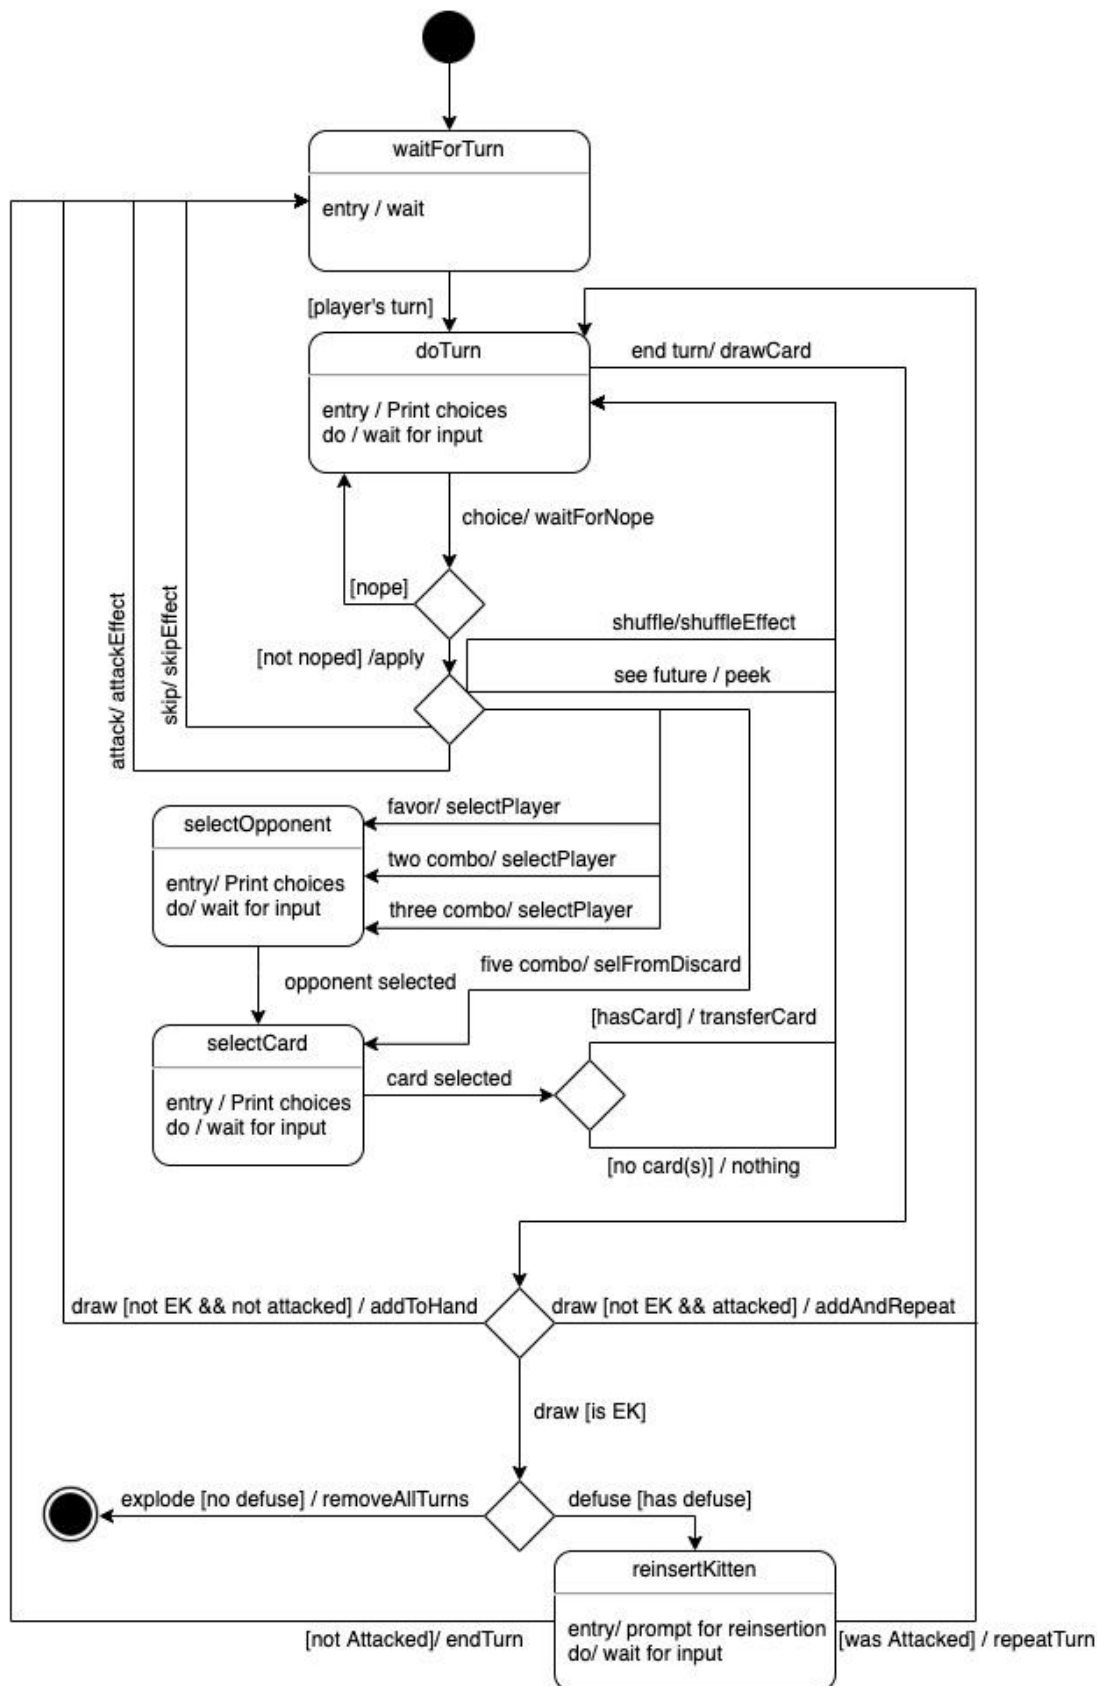 waitForTurn
entry / wait
[player's turn]
doTurn
end turn/ drawCard
entry / Print choices
do / wait for input
choice/ waitForNope
[nope]
attack/ attackEffect
skip/ skipEffect
shuffle/shuffleEffect
[not noped] /apply
see future / peek
favor/ selectPlayer
selectOpponent
two combo/ selectPlayer
entry/ Print choices
do/ wait for input
three combo/ selectPlayer
five combo/ selFromDiscard
opponent selected
[hasCard] / transferCard
selectCard
card selected
entry / Print choices
do / wait for input
[no card(s)] / nothing
draw [not EK && not attacked] / addToHand
draw [not EK && attacked] / addAndRepeat
draw [is EK]
explode [no defuse] / removeAllTurns
defuse [has defuse]
reinsertKitten
entry/ prompt for reinsertion
do/ wait for input
[not Attacked]/ endTurn
[was Attacked] / repeatTurn